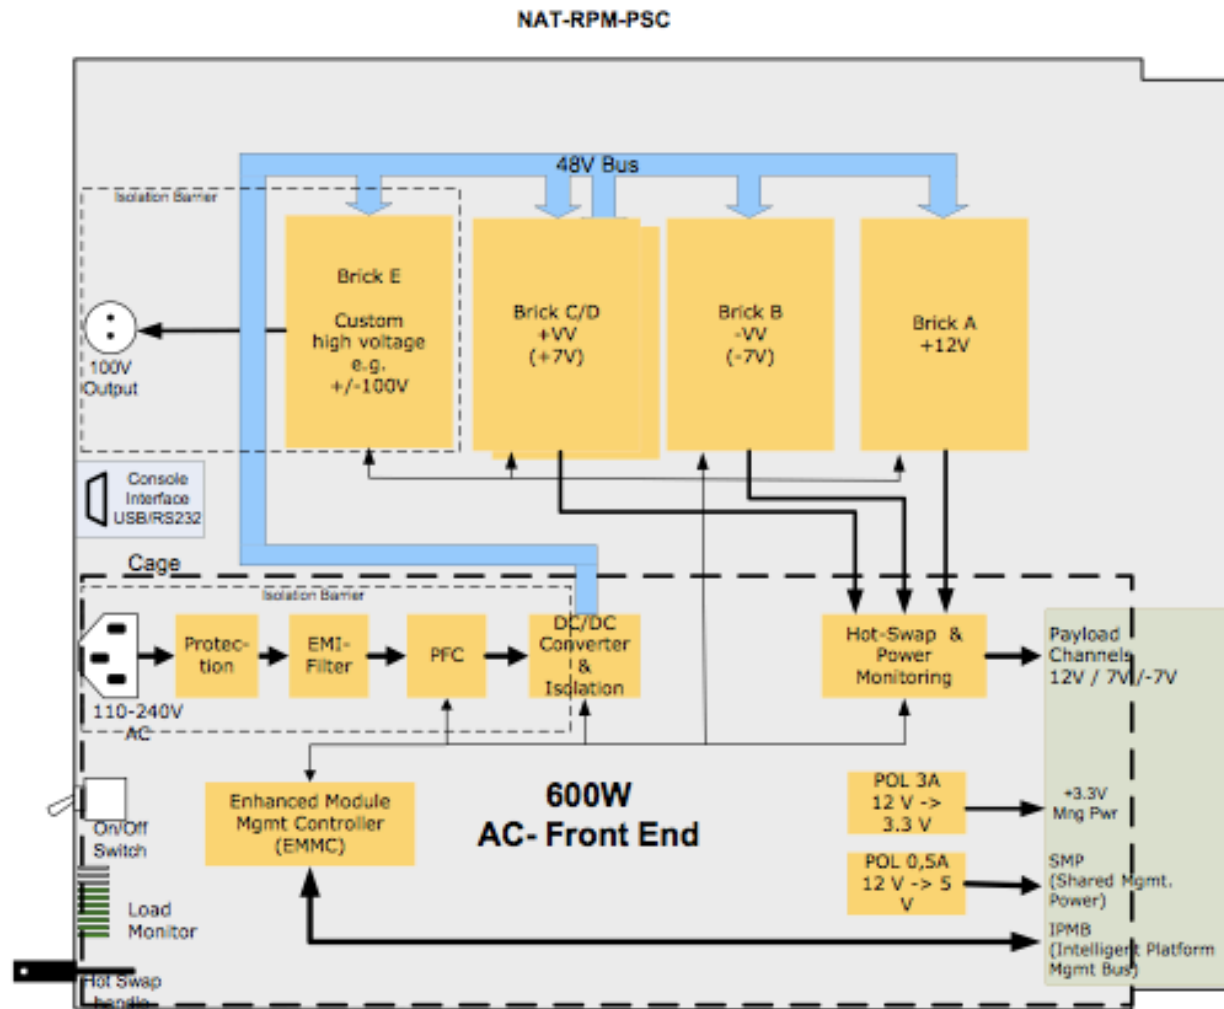 NAT-RPM-PSC
48V Bus
Isolation Barrier
Brick E
Custom
high voltage
e.g.
+/-100V
Brick C/D
+VV
(+7V)
Brick B
-VV
(-7V)
Brick A
+12V
100V
Output
Console
Interface
USB/RS232
Cage
Isolation Barrier
Protec-
tion
EMI-
Filter
PFC
DC/DC
Converter
&
Isolation
Hot-Swap &
Power
Monitoring
Payload
Channels
12V / 7V /-7V
110-240V
AC
Enhanced Module
Mgmt Controller
(EMMC)
600W
AC- Front End
POL 3A
12 V ->
3.3 V
+3.3V
Mng Pwr
On/Off
Switch
POL 0,5A
12 V -> 5
V
SMP
(Shared Mgmt.
Power)
Load
Monitor
IPMB
(Intelligent Platform
Mgmt Bus)
Hot Swap
handle